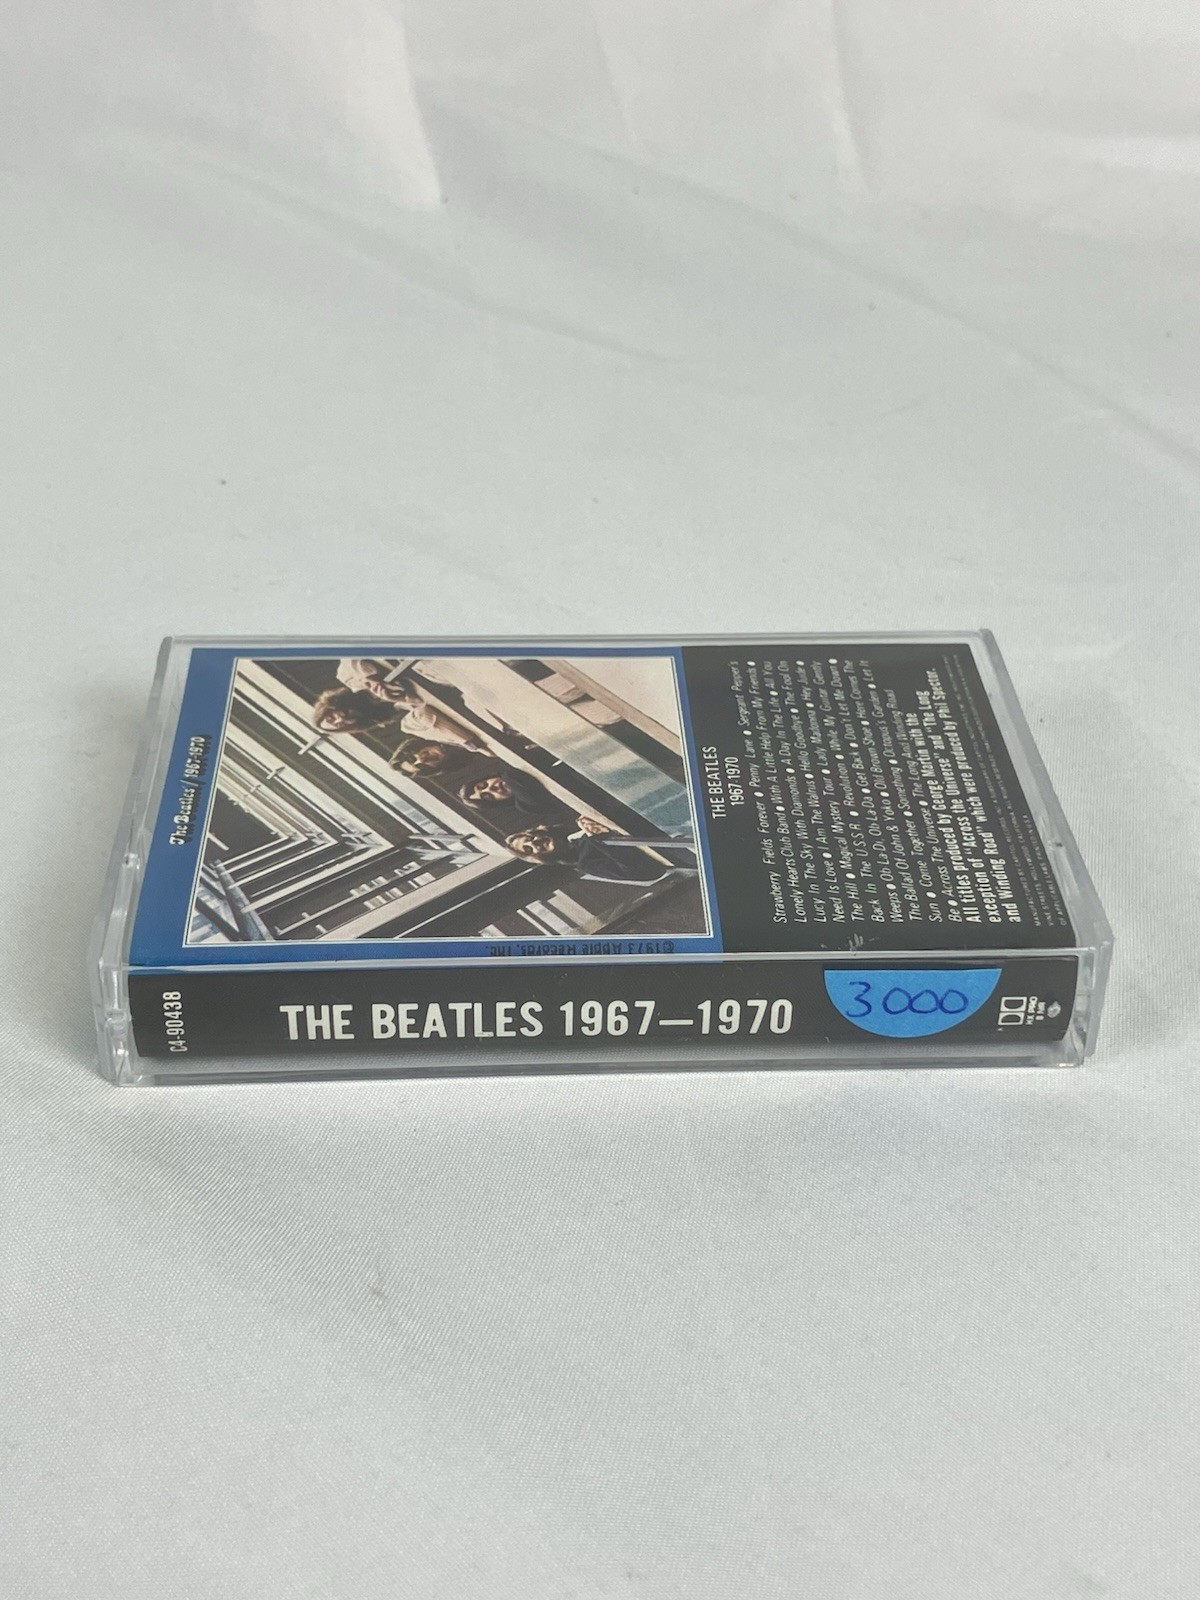 The Beatles / 1967-1970
©1973 Apple Records, Inc.
THE BEATLES
1967-1970
Strawberry Fields Forever • Penny Lane • Sergeant Pepper's
Lonely Hearts Club Band • With A Little Help From My Friends •
Lucy In The Sky With Diamonds • A Day In The Life • All You
Need Is Love • I Am The Walrus • Hello Goodbye • The Fool On
The Hill • Magical Mystery Tour • Lady Madonna • Hey Jude •
Revolution • While My Guitar Gently
Back In The U.S.S.R. • Don't Let Me Down •
Weeps • Ob La Di, Ob La Da • Get Back •
The Ballad Of John & Yoko • Old Brown Shoe • Here Comes The
Sun • Come Together • Something • Octopus's Garden • Let It
Be • Across The Universe • The Long And Winding Road
All titles produced by George Martin with the
exception of "Across the Universe" and "The Long
and Winding Road" which were produced by Phil Spector.
C4-90438
THE BEATLES 1967—1970
3000
HX PRO